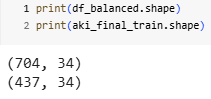 1 print(df_balanced.shape)
2 print(aki_final_train.shape)
(704, 34)
(437, 34)